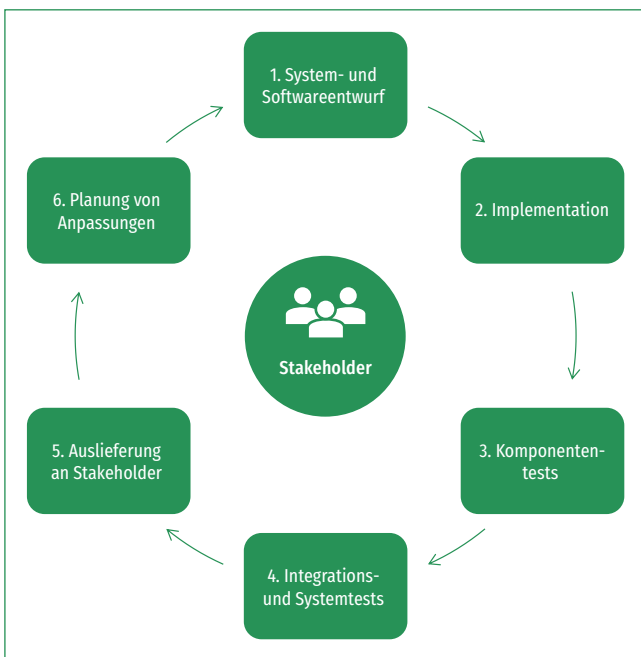 1. System- und
Softwareentwurf
2. Implementation
3. Komponenten-
tests
4. Integrations-
und Systemtests
5. Auslieferung
an Stakeholder
6. Planung von
Anpassungen
Stakeholder